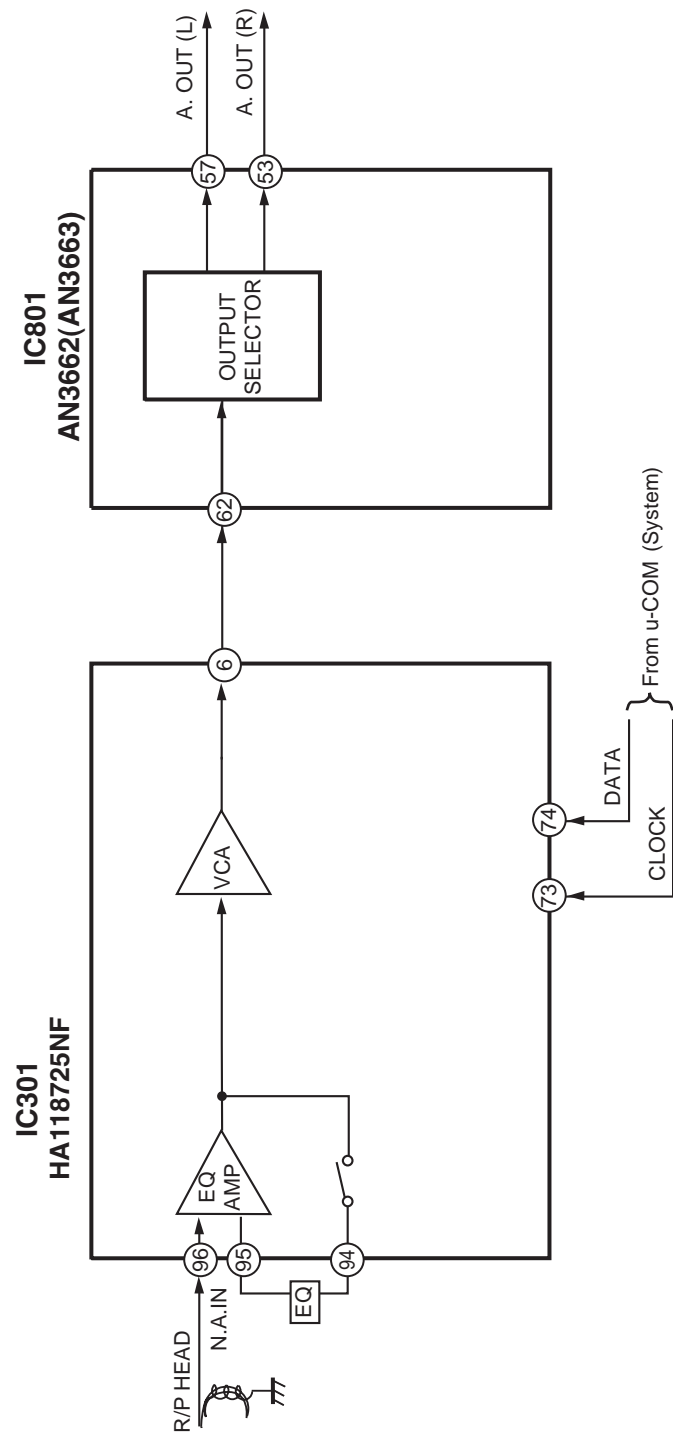 IC301
HA118725NF
IC801
AN3662(AN3663)
R/P HEAD
N.A.IN
96
95
94
EQ
EQ
AMP
VCA
6
62
OUTPUT
SELECTOR
57
53
A. OUT (L)
A. OUT (R)
73
74
CLOCK
DATA
From u-COM (System)